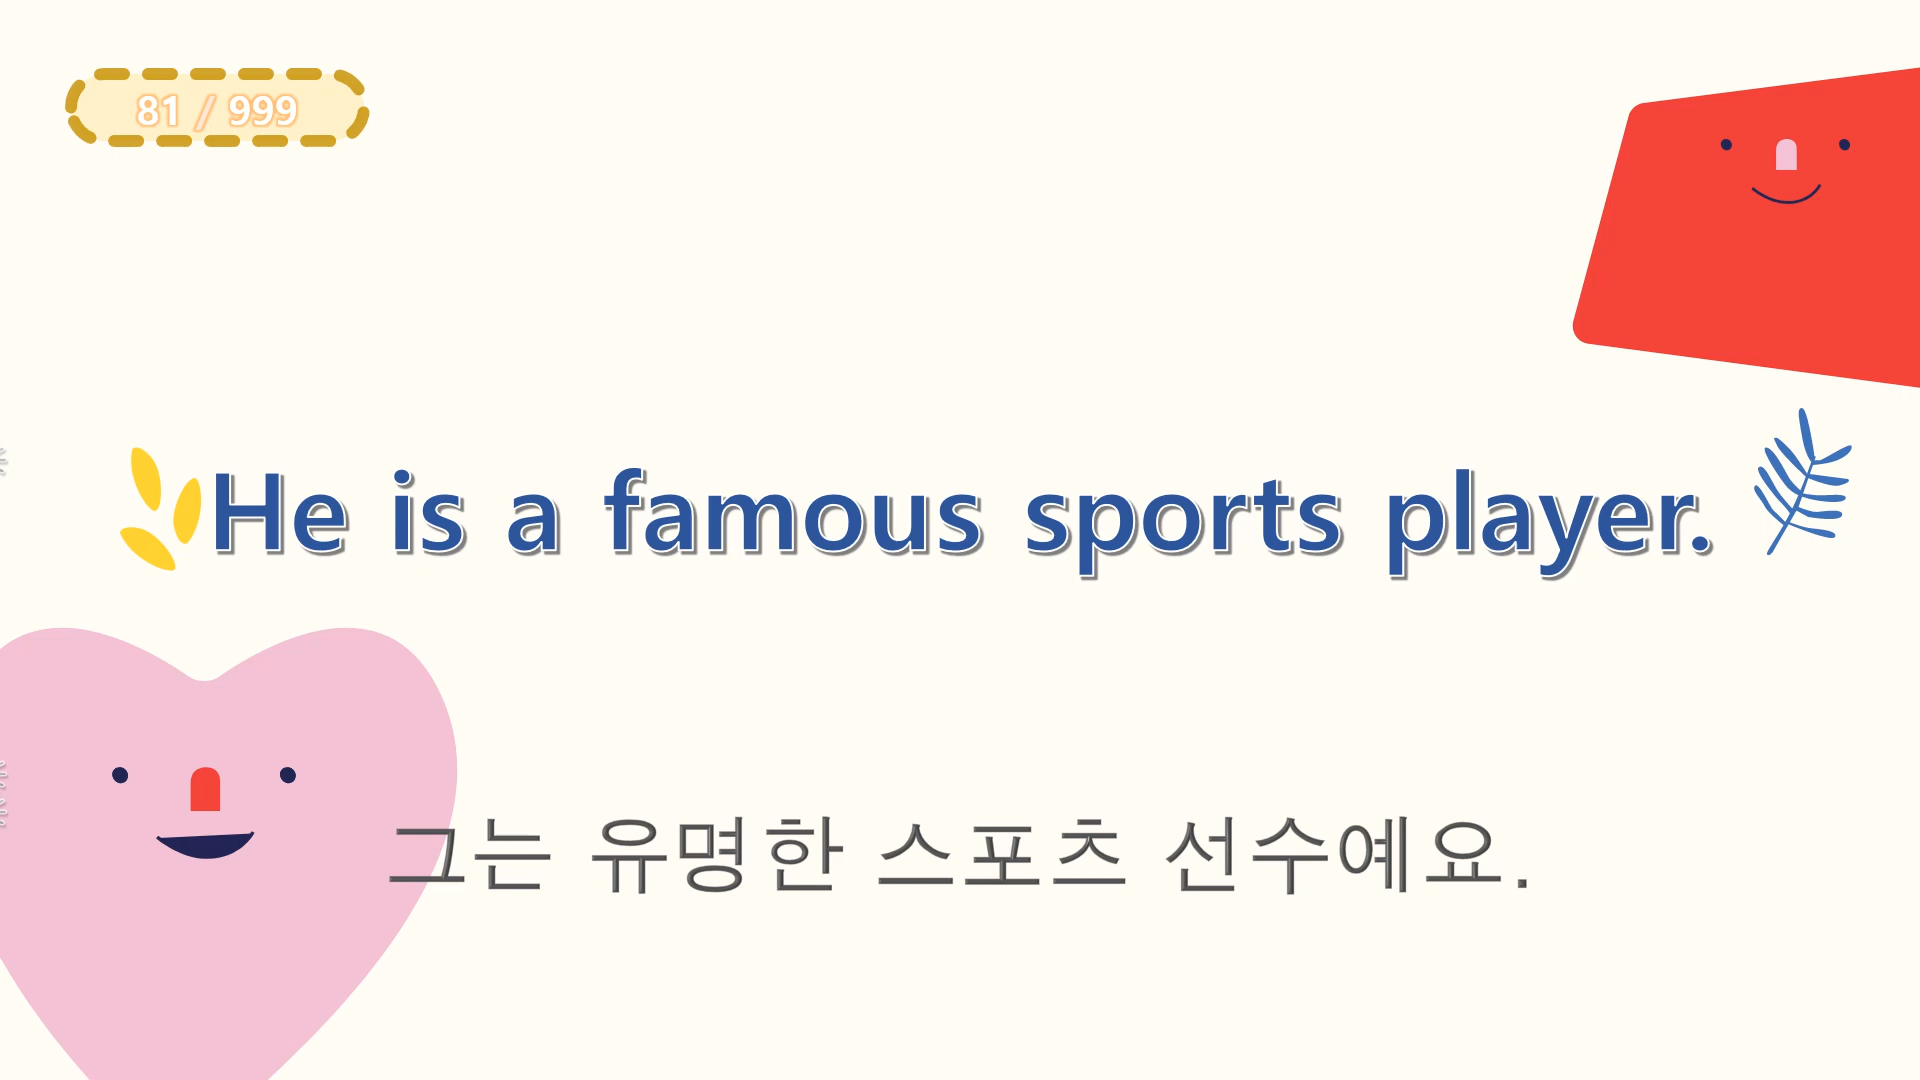 81 / 999
He is a famous sports player.
그는 유명한 스포츠 선수예요.